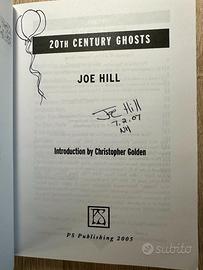 20TH CENTURY GHOSTS
JOE HILL
Joe Hill
7.2.07
NH
Introduction by Christopher Golden
PS Publishing 2005
subito